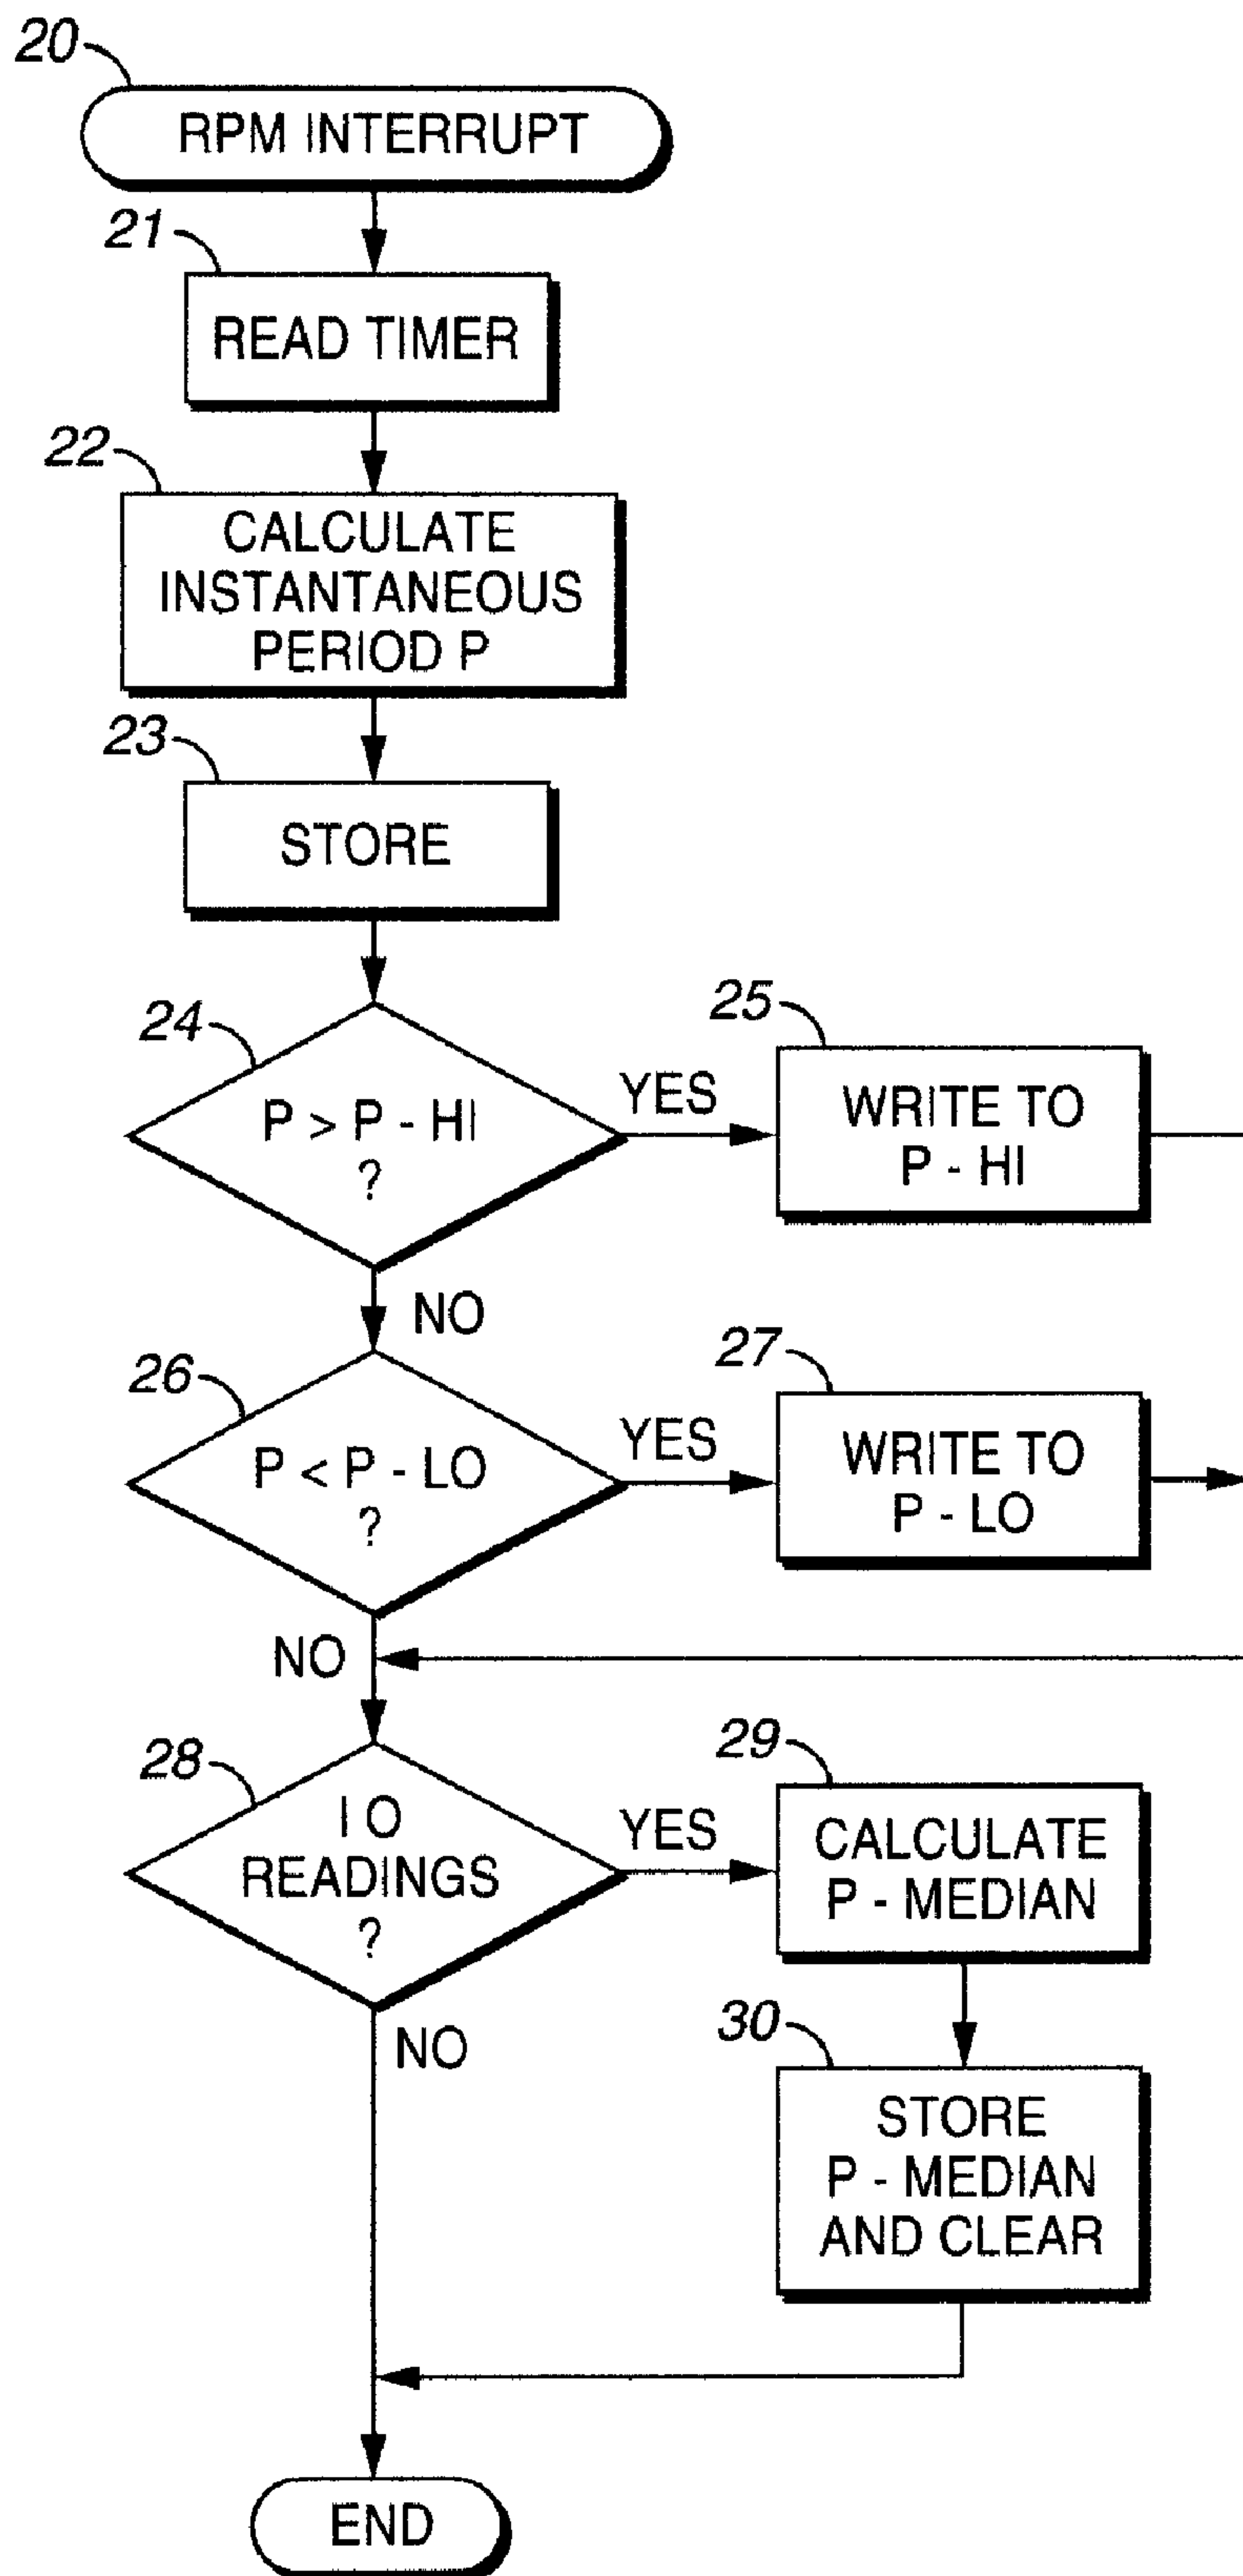 20
RPM INTERRUPT
21
READ TIMER
22
CALCULATE
INSTANTANEOUS
PERIOD P
23
STORE
24
P > P - HI
?
YES
25
WRITE TO
P - HI
NO
26
P < P - LO
?
YES
27
WRITE TO
P - LO
NO
28
I O
READINGS
?
YES
29
CALCULATE
P - MEDIAN
NO
30
STORE
P - MEDIAN
AND CLEAR
END